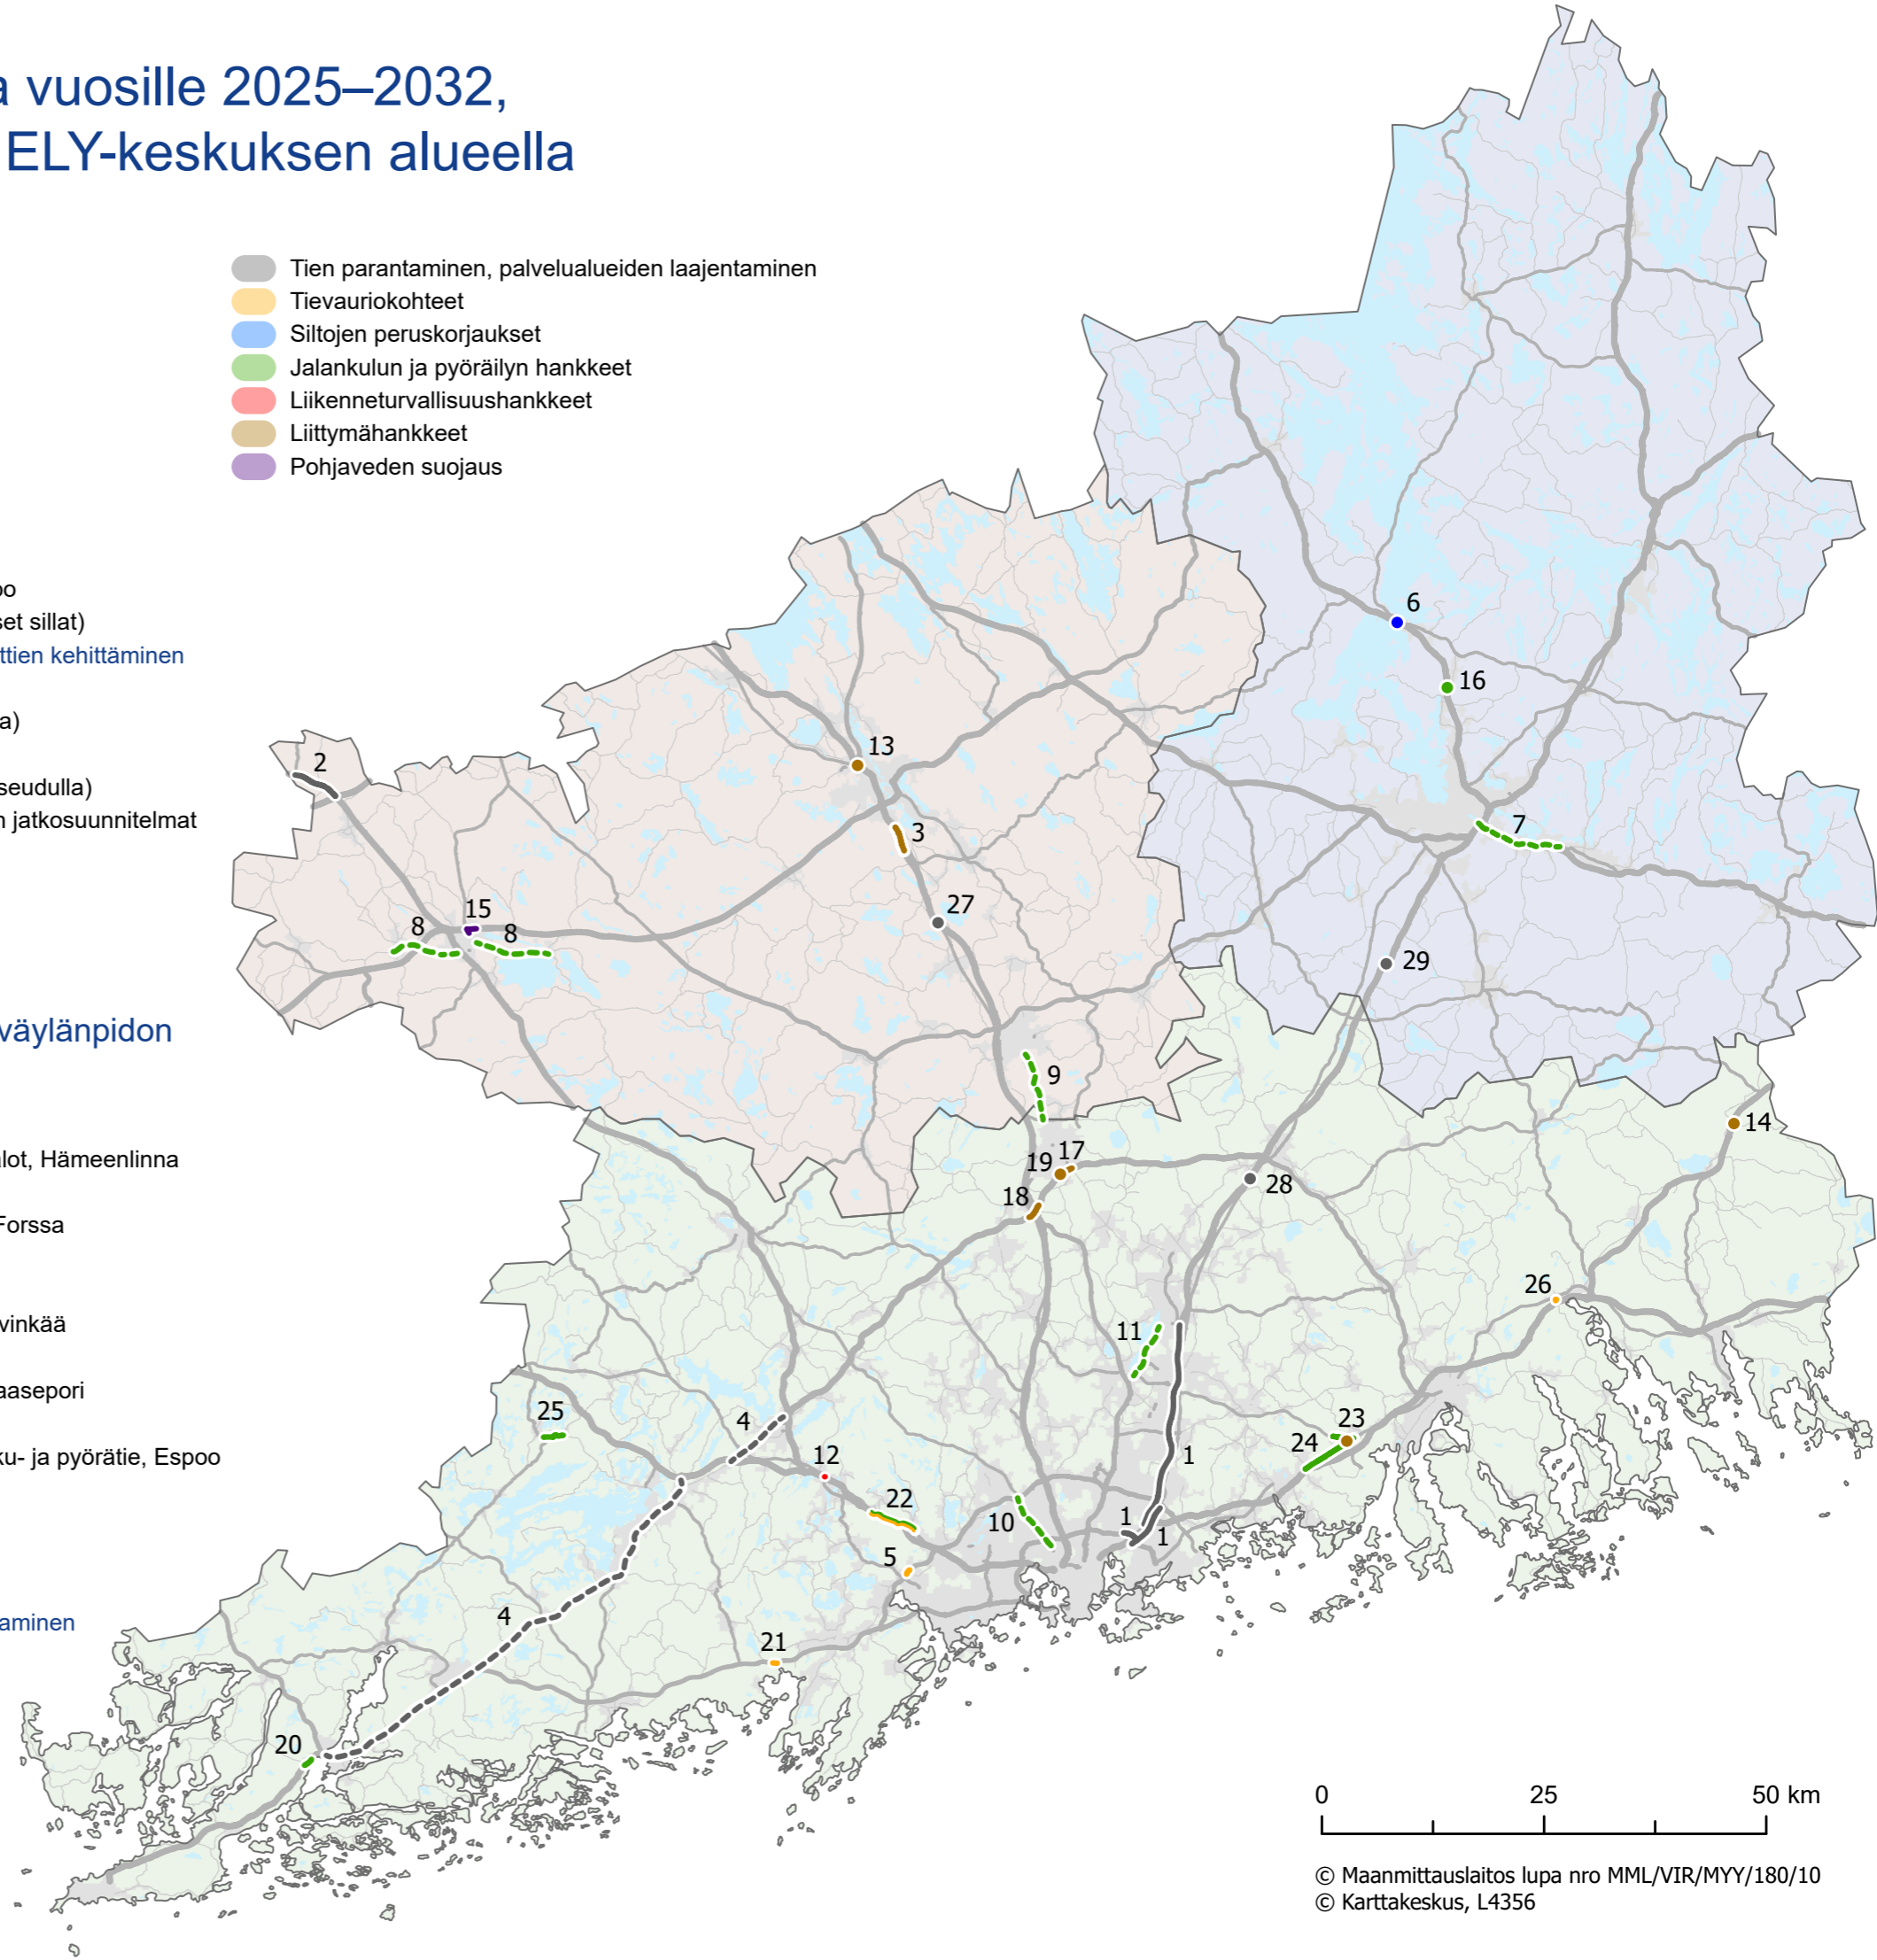 a vuosille 2025–2032,
ELY-keskuksen alueella
Tien parantaminen, palvelualueiden laajentaminen
Tievauriokohteet
Siltojen peruskorjaukset
Jalankulun ja pyöräilyn hankkeet
Liikenneturvallisuushankkeet
Liittymähankkeet
Pohjaveden suojaus
oo
set sillat)
ttien kehittäminen
a)
seudulla)
n jatkosuunnitelmat
väylänpidon
alot, Hämeenlinna
Forssa
vinkää
aasepori
ku- ja pyörätie, Espoo
aminen
6
16
13
2
3
7
27
15
8
8
29
9
14
17
19
18
28
26
11
25
4
23
12
24
1
22
10
1
1
5
4
21
20
0 25 50 km
© Maanmittauslaitos lupa nro MML/VIR/MYY/180/10
© Karttakeskus, L4356